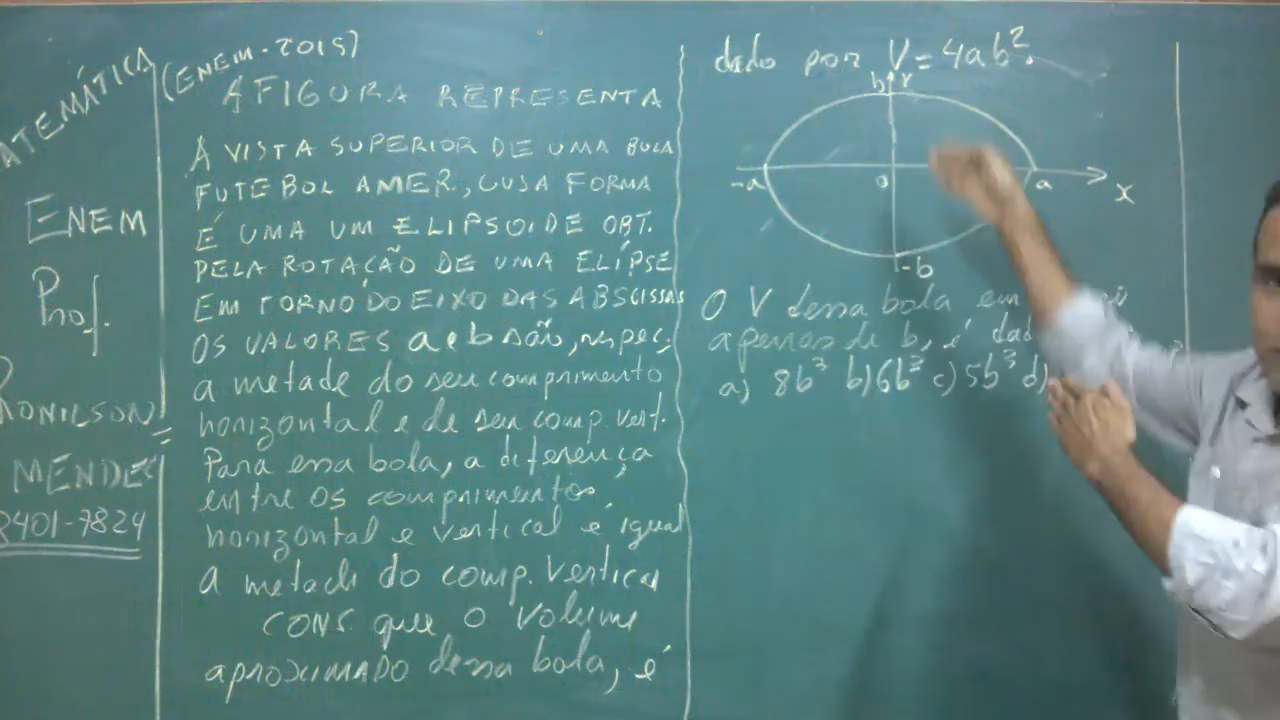 ATEMÁTICA
ENEM
Prof.
RONILSON
MENDES
8401-7824
(ENEM-2015)
A FIGURA REPRESENTA
A VISTA SUPERIOR DE UMA BOLA
FUTEBOL AMER., CUJA FORMA
É UMA UM ELIPSOIDE OBT.
PELA ROTAÇÃO DE UMA ELÍPSE
EM TORNO DO EIXO DAS ABSCISSAS
OS VALORES a e b são, respec.
a metade do seu comprimento
horizontal e de seu comp. vert.
Para essa bola, a diferença
entre os comprimentos
horizontal e vertical é igual
a metade do comp. vertical
CONS. que o volume
aproximado dessa bola, é
dado por V = 4ab².
b Y
-a 0 a X
-b
O V dessa bola em
apenas de b, é dad
a) 8b³ b) 6b³ c) 5b³ d)